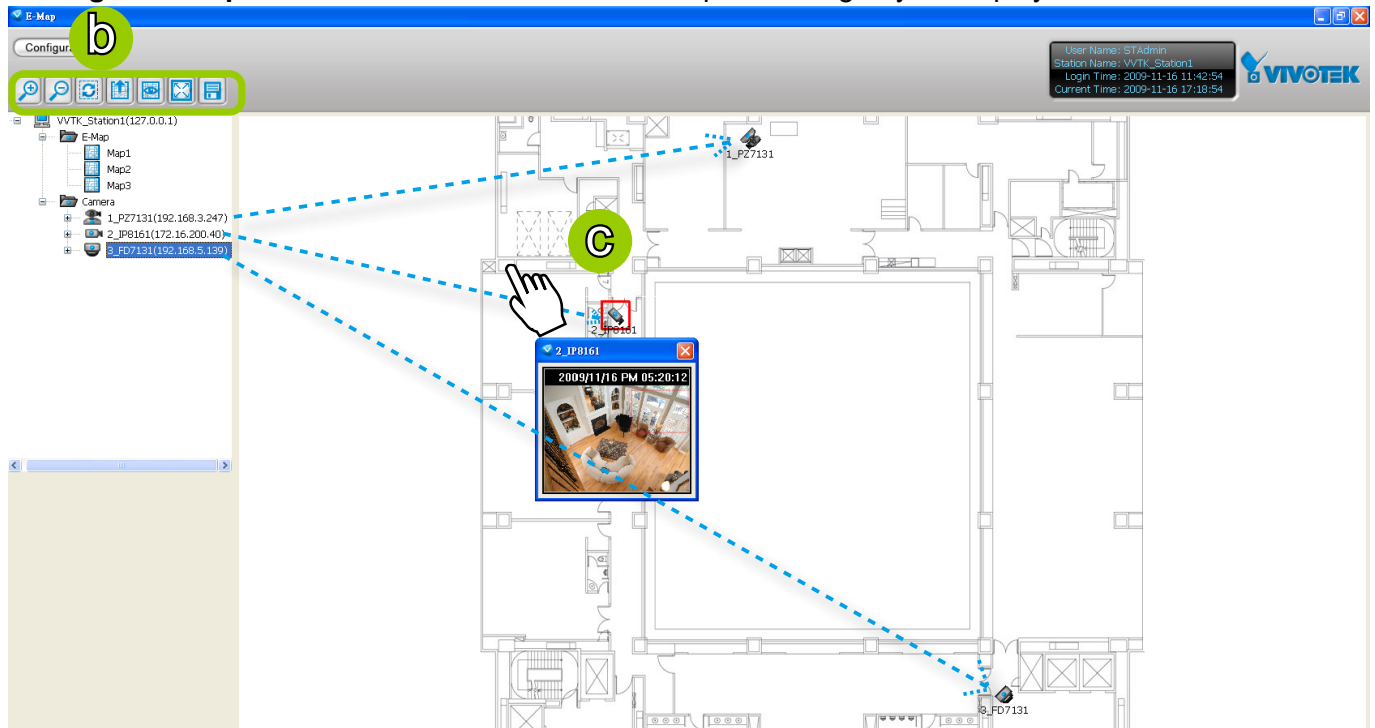 E-Map
b
Configura
User Name: STAdmin
Station Name: VVTK_Station1
Login Time: 2009-11-16 11:42:54
Current Time: 2009-11-16 17:18:54
VIVOTEK
VVTK_Station1(127.0.0.1)
E-Map
Map1
Map2
Map3
Camera
1_PZ7131(192.168.3.247)
2_IP8161(172.16.200.40)
3_FD7131(192.168.5.139)
1_PZ7131
C
2_IP8161
2_IP8161
2009/11/16 PM 05:20:12
3_FD7131